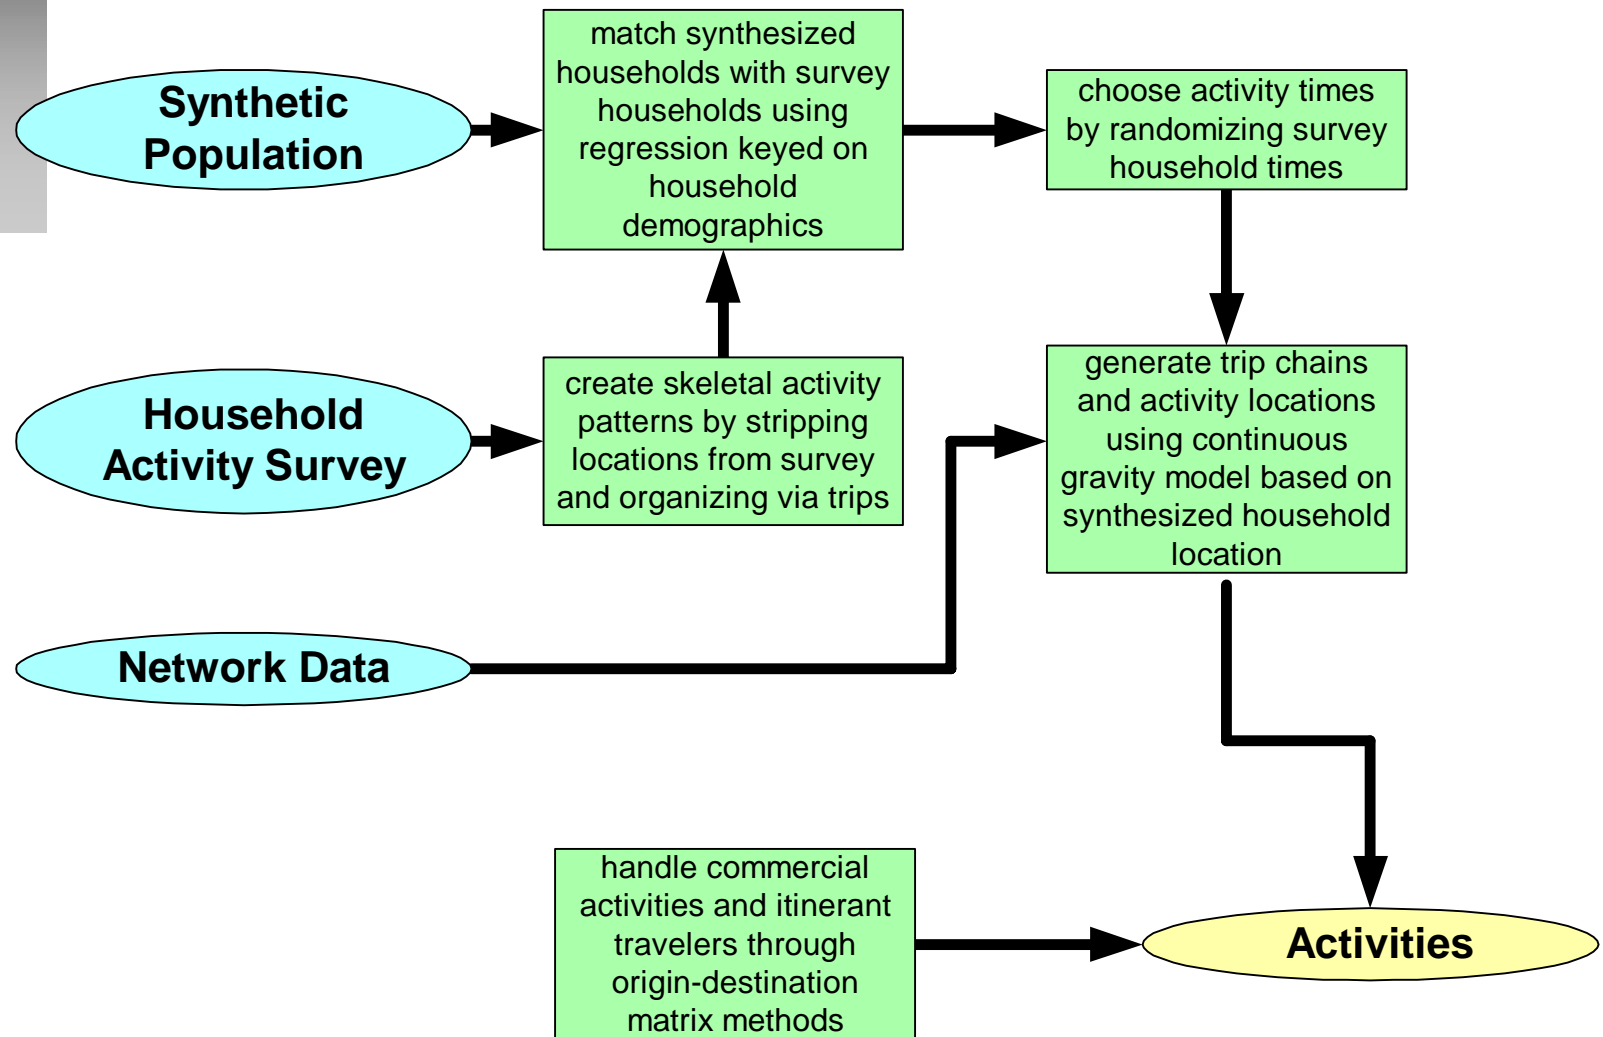 Synthetic
Population
match synthesized
households with survey
households using
regression keyed on
household
demographics
choose activity times
by randomizing survey
household times
Household
Activity Survey
create skeletal activity
patterns by stripping
locations from survey
and organizing via trips
generate trip chains
and activity locations
using continuous
gravity model based on
synthesized household
location
Network Data
handle commercial
activities and itinerant
travelers through
origin-destination
matrix methods
Activities